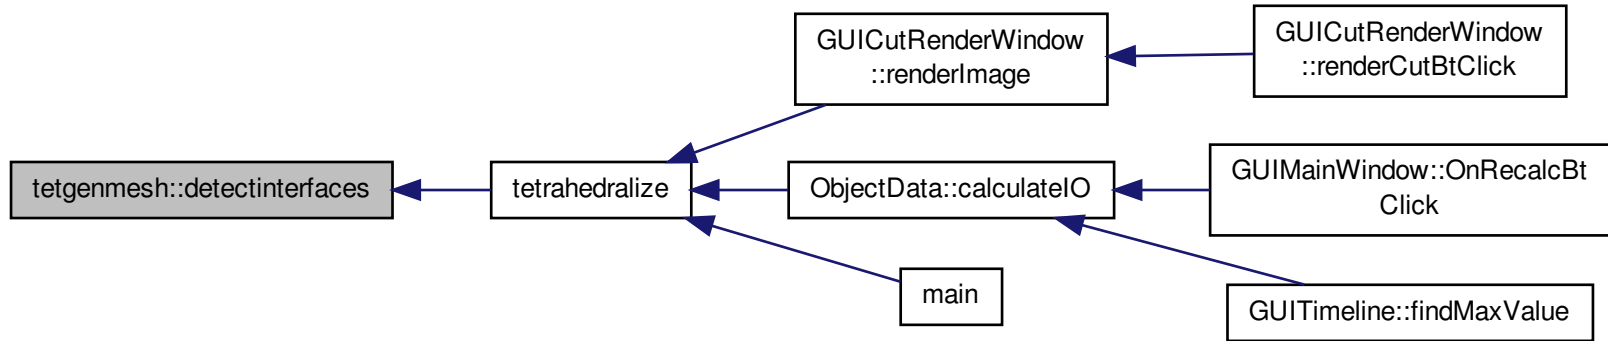 GUICutRenderWindow
::renderImage
GUICutRenderWindow
::renderCutBtClick
tetgenmesh::detectinterfaces
tetrahedralize
ObjectData::calculateIO
GUIMainWindow::OnRecalcBt
Click
main
GUITimeline::findMaxValue